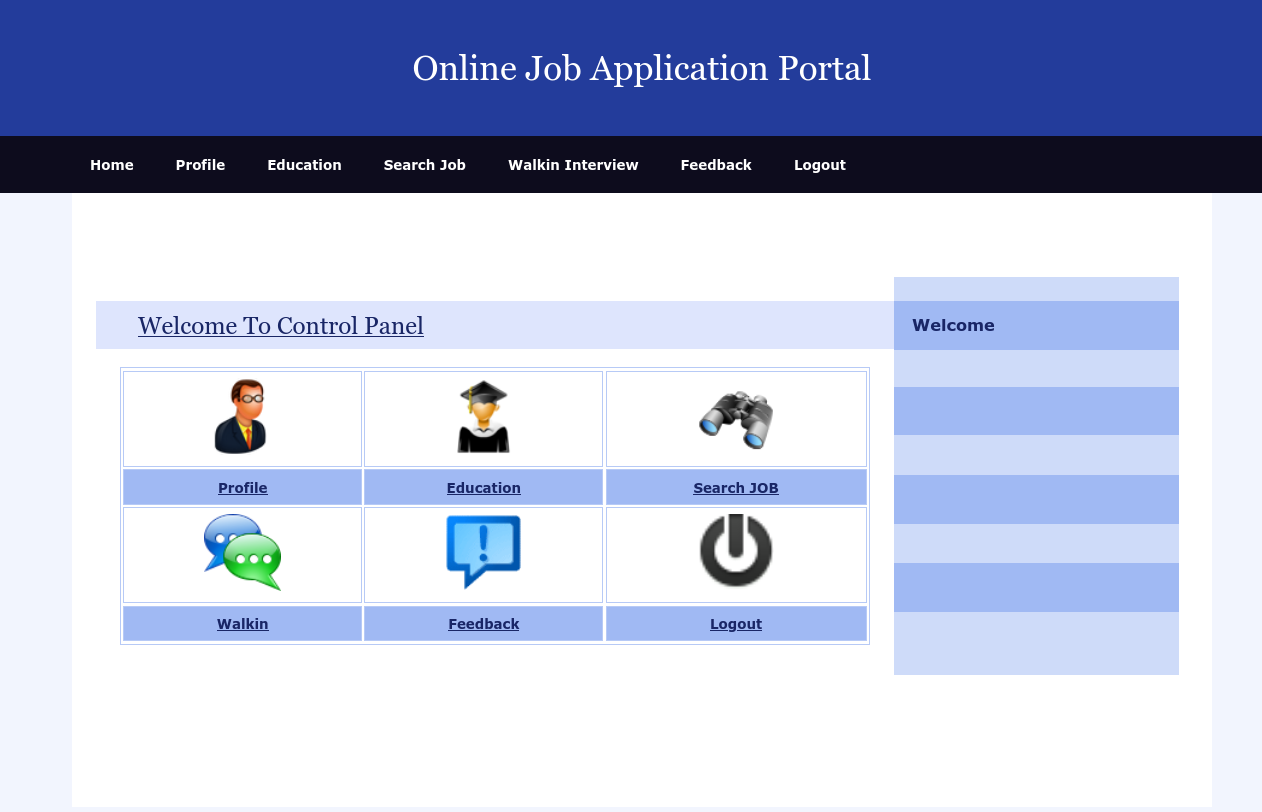 Online Job Application Portal
Home Profile Education Search Job Walkin Interview Feedback Logout
Welcome To Control Panel
Welcome
Profile Education Search JOB
Walkin Feedback Logout